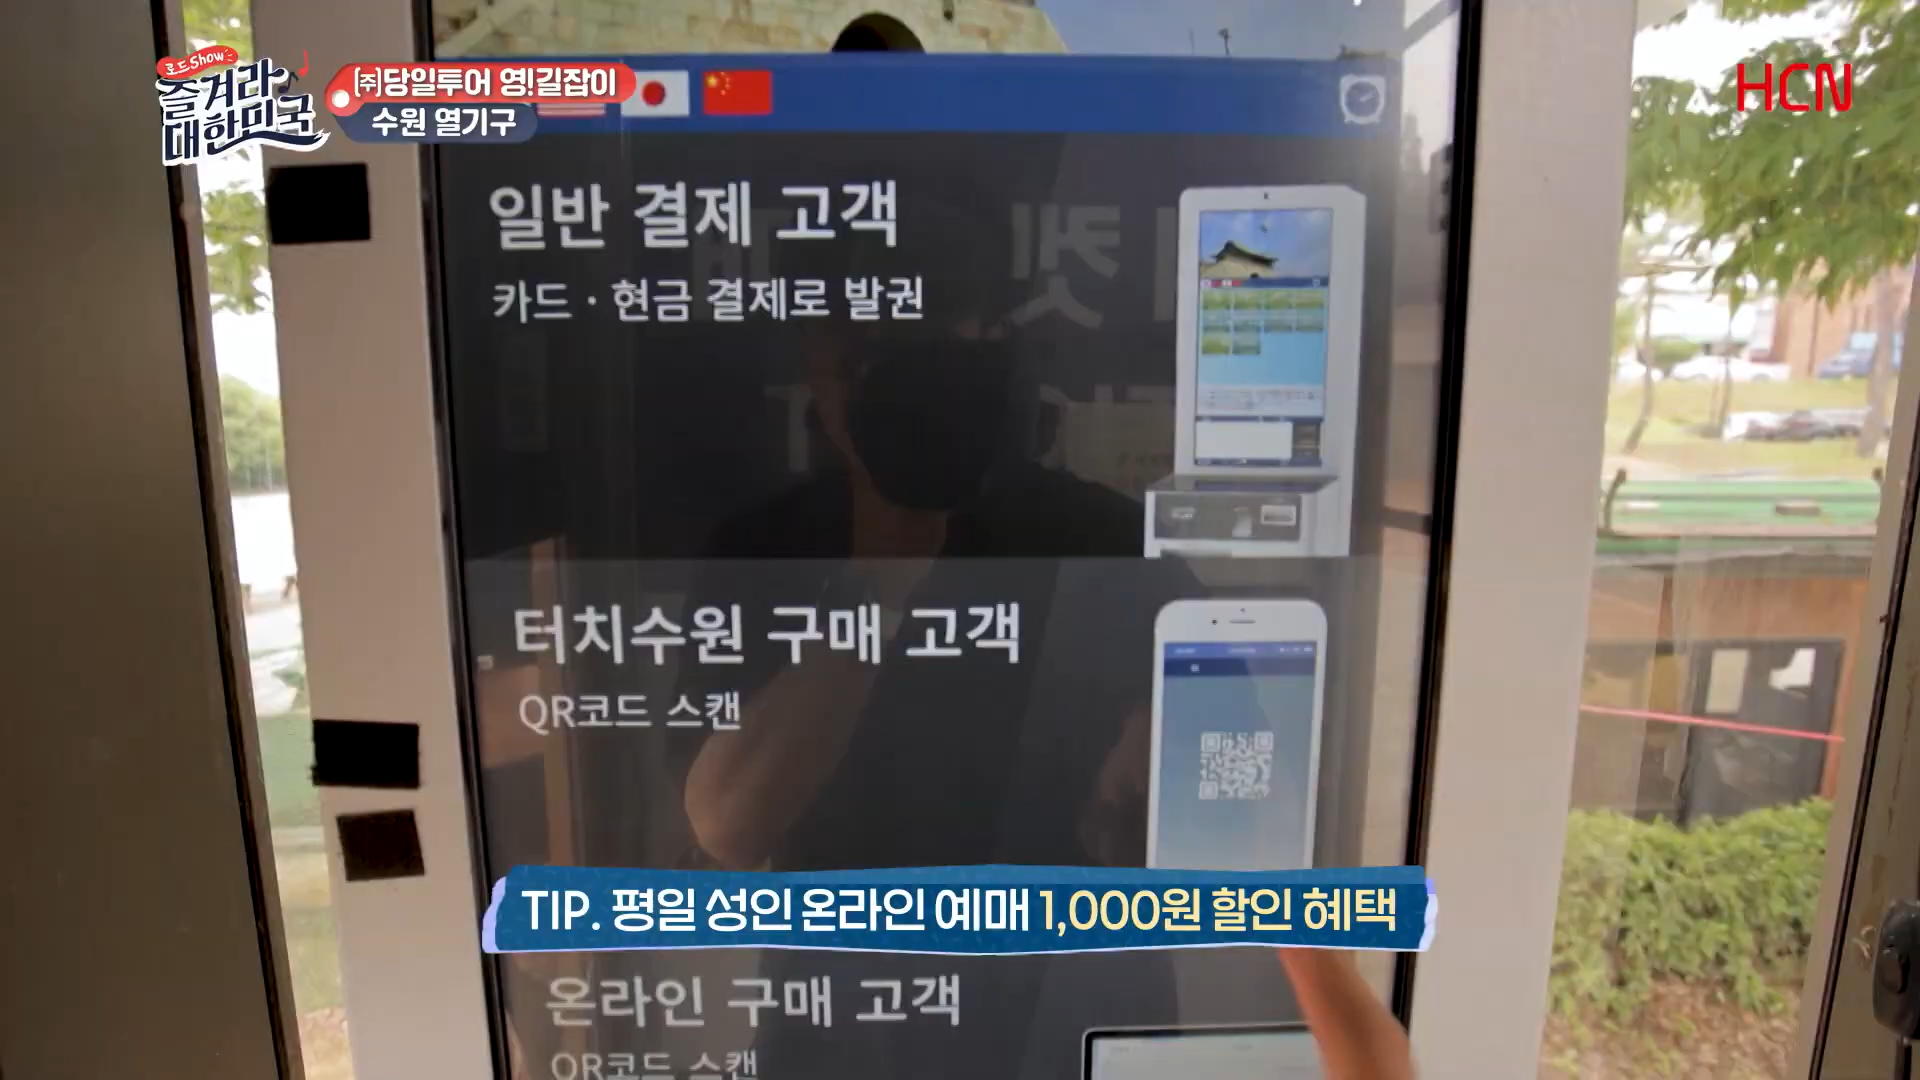 로드Show
즐겨라
대한민국
(주)당일투어 영!길잡이
수원 열기구
HCN
일반 결제 고객
카드·현금 결제로 발권
터치수원 구매 고객
QR코드 스캔
TIP. 평일 성인 온라인 예매 1,000원 할인 혜택
온라인 구매 고객
QR코드 스캔